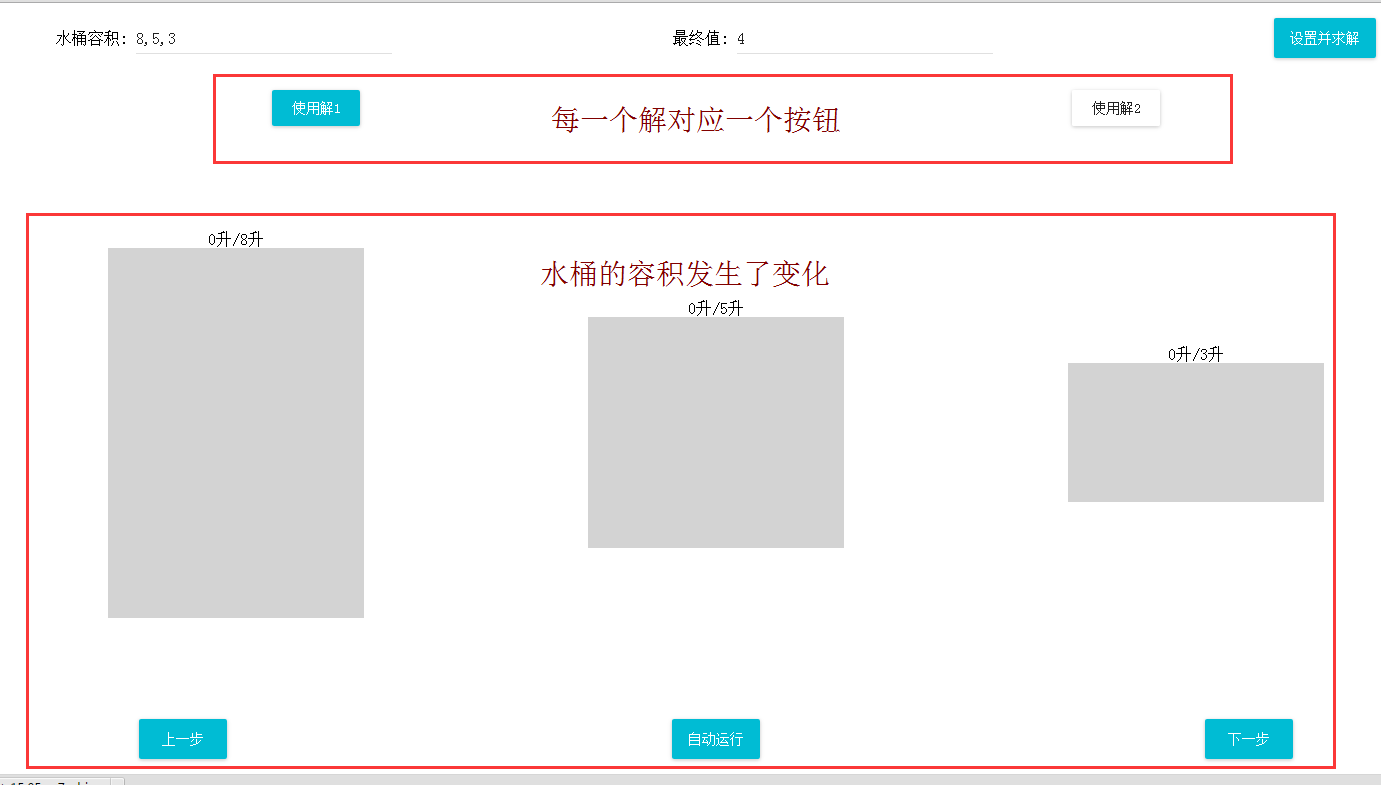 水桶容积: 8,5,3
最终值: 4
设置并求解
使用解1
每一个解对应一个按钮
使用解2
0升/8升
水桶的容积发生了变化
0升/5升
0升/3升
上一步
自动运行
下一步